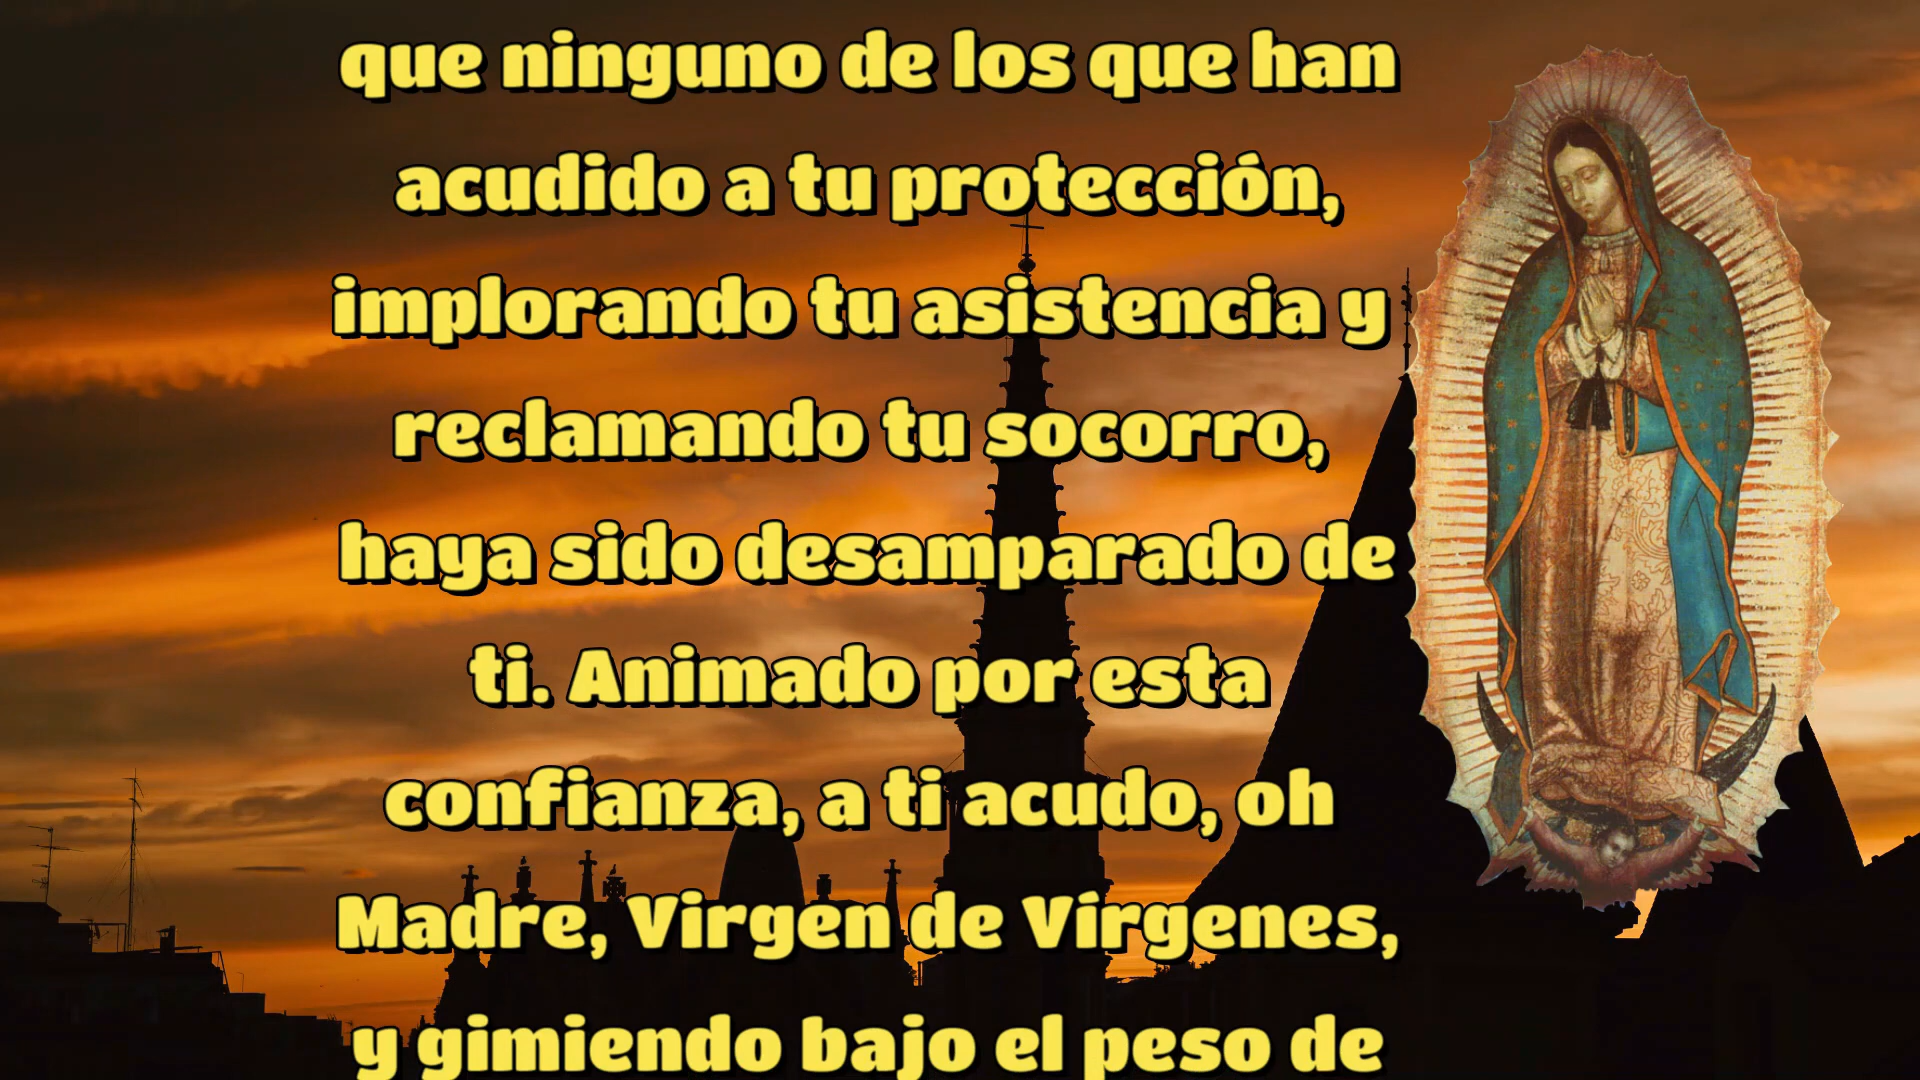 que ninguno de los que han
acudido a tu protección,
implorando tu asistencia y
reclamando tu socorro,
haya sido desamparado de
ti. Animado por esta
confianza, a ti acudo, oh
Madre, Virgen de Vírgenes,
y gimiendo bajo el peso de